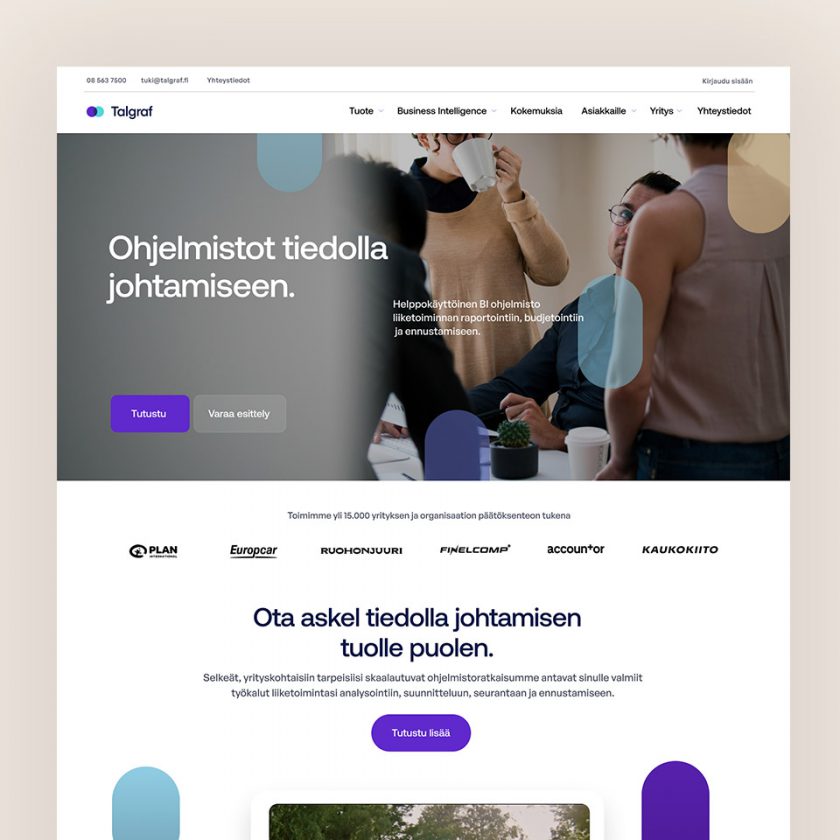 08 563 7500 tuki@talgraf.fi Yhteystiedot Kirjaudu sisään
Talgraf Tuote Business Intelligence Kokemuksia Asiakkaille Yritys Yhteystiedot
Ohjelmistot tiedolla
johtamiseen.
Helppokäyttöinen BI ohjelmisto
liiketoiminnan raportointiin, budjetointiin
ja ennustamiseen.
Tutustu Varaa esittely
Toimimme yli 15.000 yrityksen ja organisaation päätöksenteon tukena
PLAN
INTERNATIONAL
Europcar RUOHONJUURI FINELCOMP accountor KAUKOKIITO
Ota askel tiedolla johtamisen
tuolle puolen.
Selkeät, yrityskohtaisiin tarpeisiisi skaalautuvat ohjelmistoratkaisumme antavat sinulle valmiit
työkalut liiketoimintasi analysointiin, suunnitteluun, seurantaan ja ennustamiseen.
Tutustu lisää